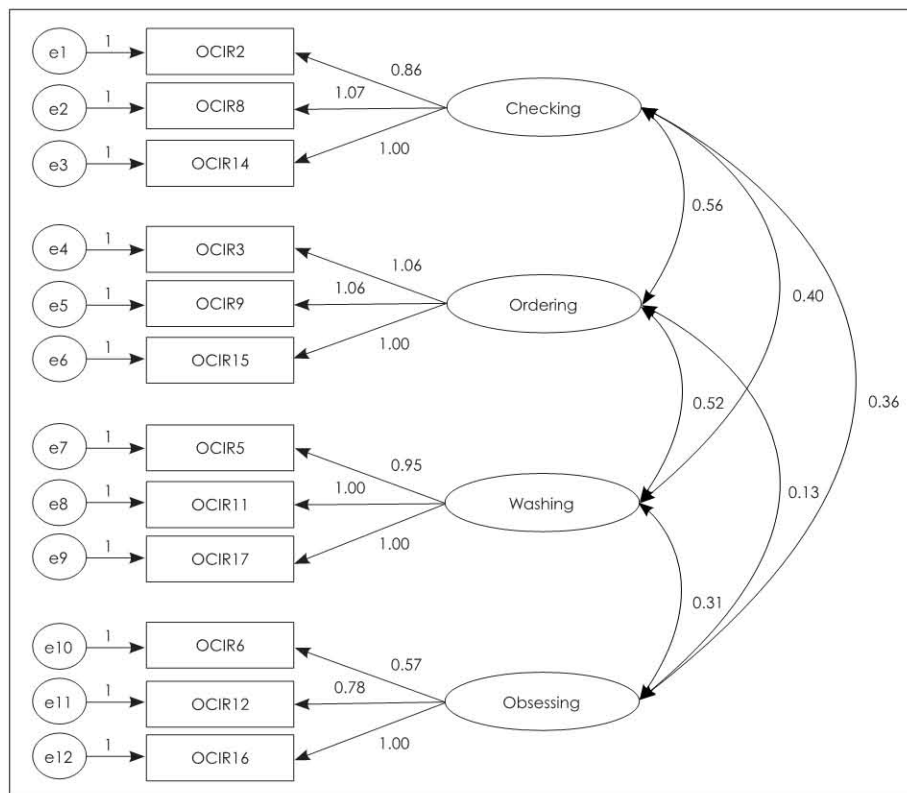 e1 1 OCIR2 0.86
e2 1 OCIR8 1.07 Checking
e3 1 OCIR14 1.00
0.56
e4 1 OCIR3 1.06
e5 1 OCIR9 1.06 Ordering 0.40
e6 1 OCIR15 1.00
0.52 0.36
e7 1 OCIR5 0.95
e8 1 OCIR11 1.00 Washing 0.13
e9 1 OCIR17 1.00
0.31
e10 1 OCIR6 0.57
e11 1 OCIR12 0.78 Obsessing
e12 1 OCIR16 1.00